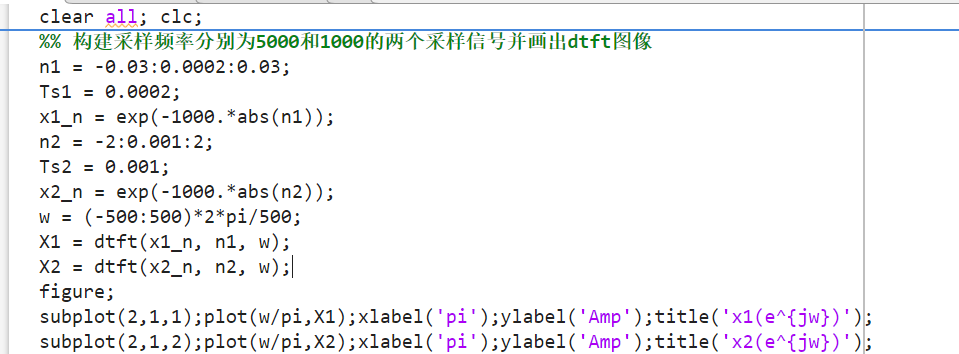 clear all; clc;
%% 构建采样频率分别为5000和1000的两个采样信号并画出dtft图像
n1 = -0.03:0.0002:0.03;
Ts1 = 0.0002;
x1_n = exp(-1000.*abs(n1));
n2 = -2:0.001:2;
Ts2 = 0.001;
x2_n = exp(-1000.*abs(n2));
w = (-500:500)*2*pi/500;
X1 = dtft(x1_n, n1, w);
X2 = dtft(x2_n, n2, w);
figure;
subplot(2,1,1);plot(w/pi,X1);xlabel('pi');ylabel('Amp');title('x1(e^{jw})');
subplot(2,1,2);plot(w/pi,X2);xlabel('pi');ylabel('Amp');title('x2(e^{jw})');